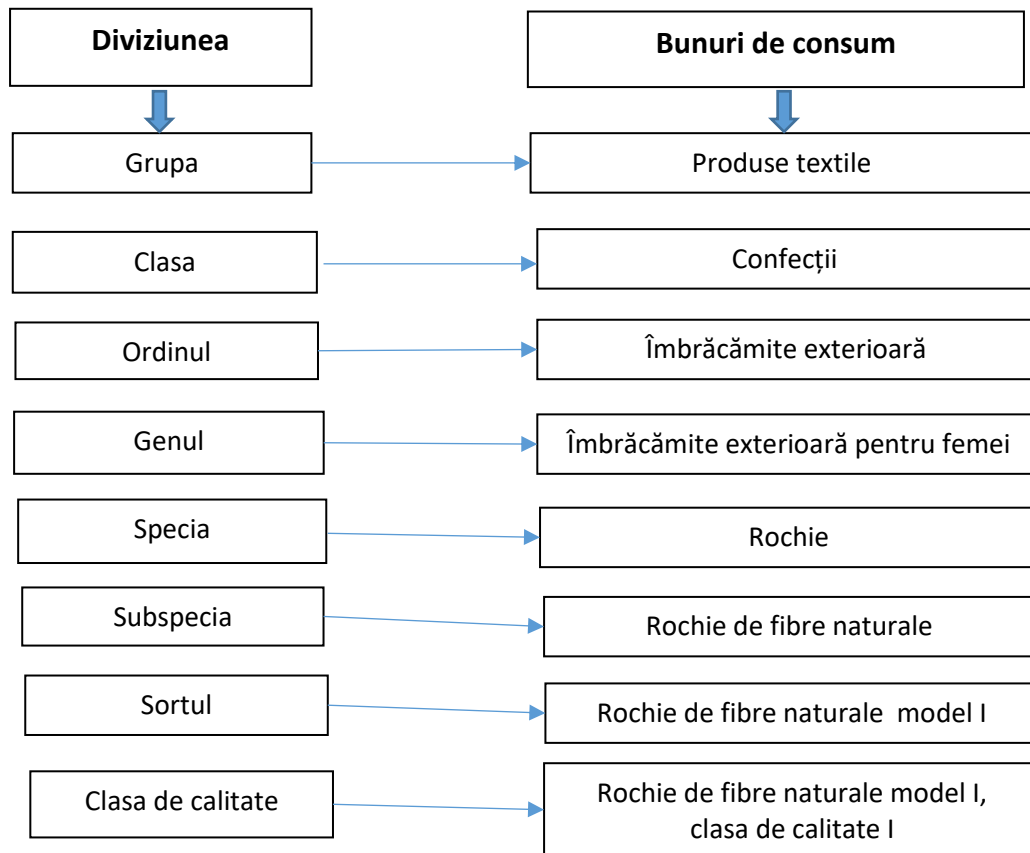 Diviziunea
Bunuri de consum
Grupa
Produse textile
Clasa
Confecții
Ordinul
Îmbrăcămite exterioară
Genul
Îmbrăcămite exterioară pentru femei
Specia
Rochie
Subspecia
Rochie de fibre naturale
Sortul
Rochie de fibre naturale  model I
Clasa de calitate
Rochie de fibre naturale model I,
clasa de calitate I